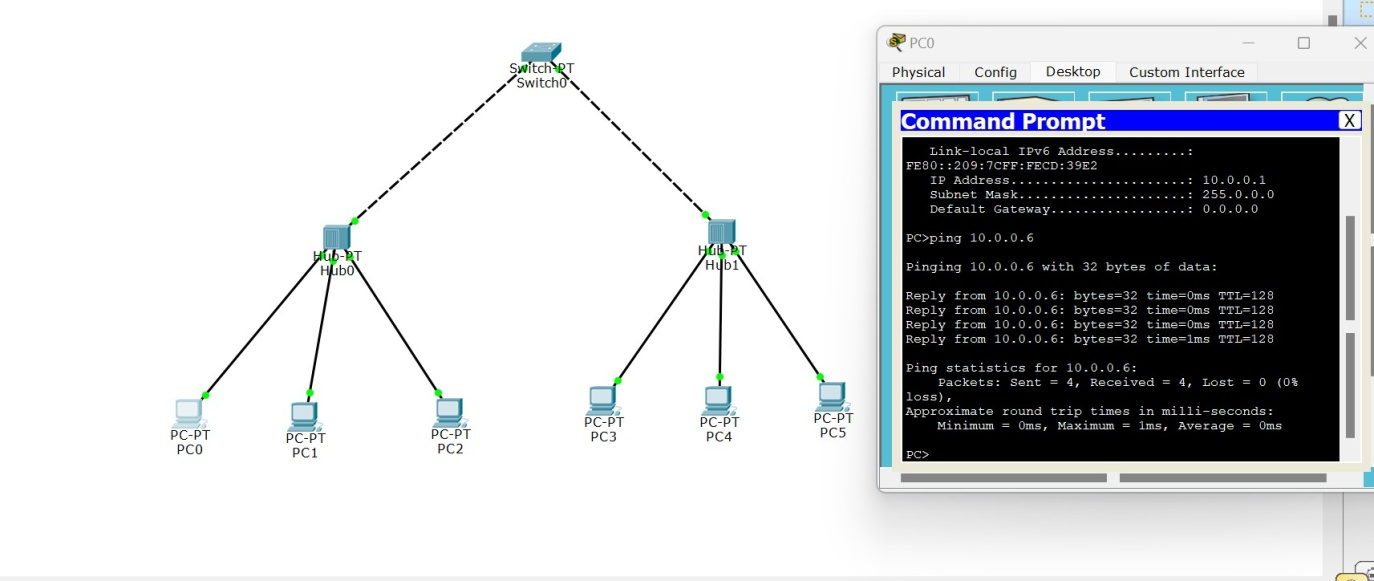 Switch-PT
Switch0
Hub-PT
Hub0
Hub-PT
Hub1
PC-PT
PC0
PC-PT
PC1
PC-PT
PC2
PC-PT
PC3
PC-PT
PC4
PC-PT
PC5
PC0
Physical Config Desktop Custom Interface
Command Prompt X
Link-local IPv6 Address.........:
FE80::209:7CFF:FECD:39E2
IP Address......................: 10.0.0.1
Subnet Mask.....................: 255.0.0.0
Default Gateway.................: 0.0.0.0
PC>ping 10.0.0.6
Pinging 10.0.0.6 with 32 bytes of data:
Reply from 10.0.0.6: bytes=32 time=0ms TTL=128
Reply from 10.0.0.6: bytes=32 time=0ms TTL=128
Reply from 10.0.0.6: bytes=32 time=0ms TTL=128
Reply from 10.0.0.6: bytes=32 time=1ms TTL=128
Ping statistics for 10.0.0.6:
Packets: Sent = 4, Received = 4, Lost = 0 (0%
loss),
Approximate round trip times in milli-seconds:
Minimum = 0ms, Maximum = 1ms, Average = 0ms
PC>